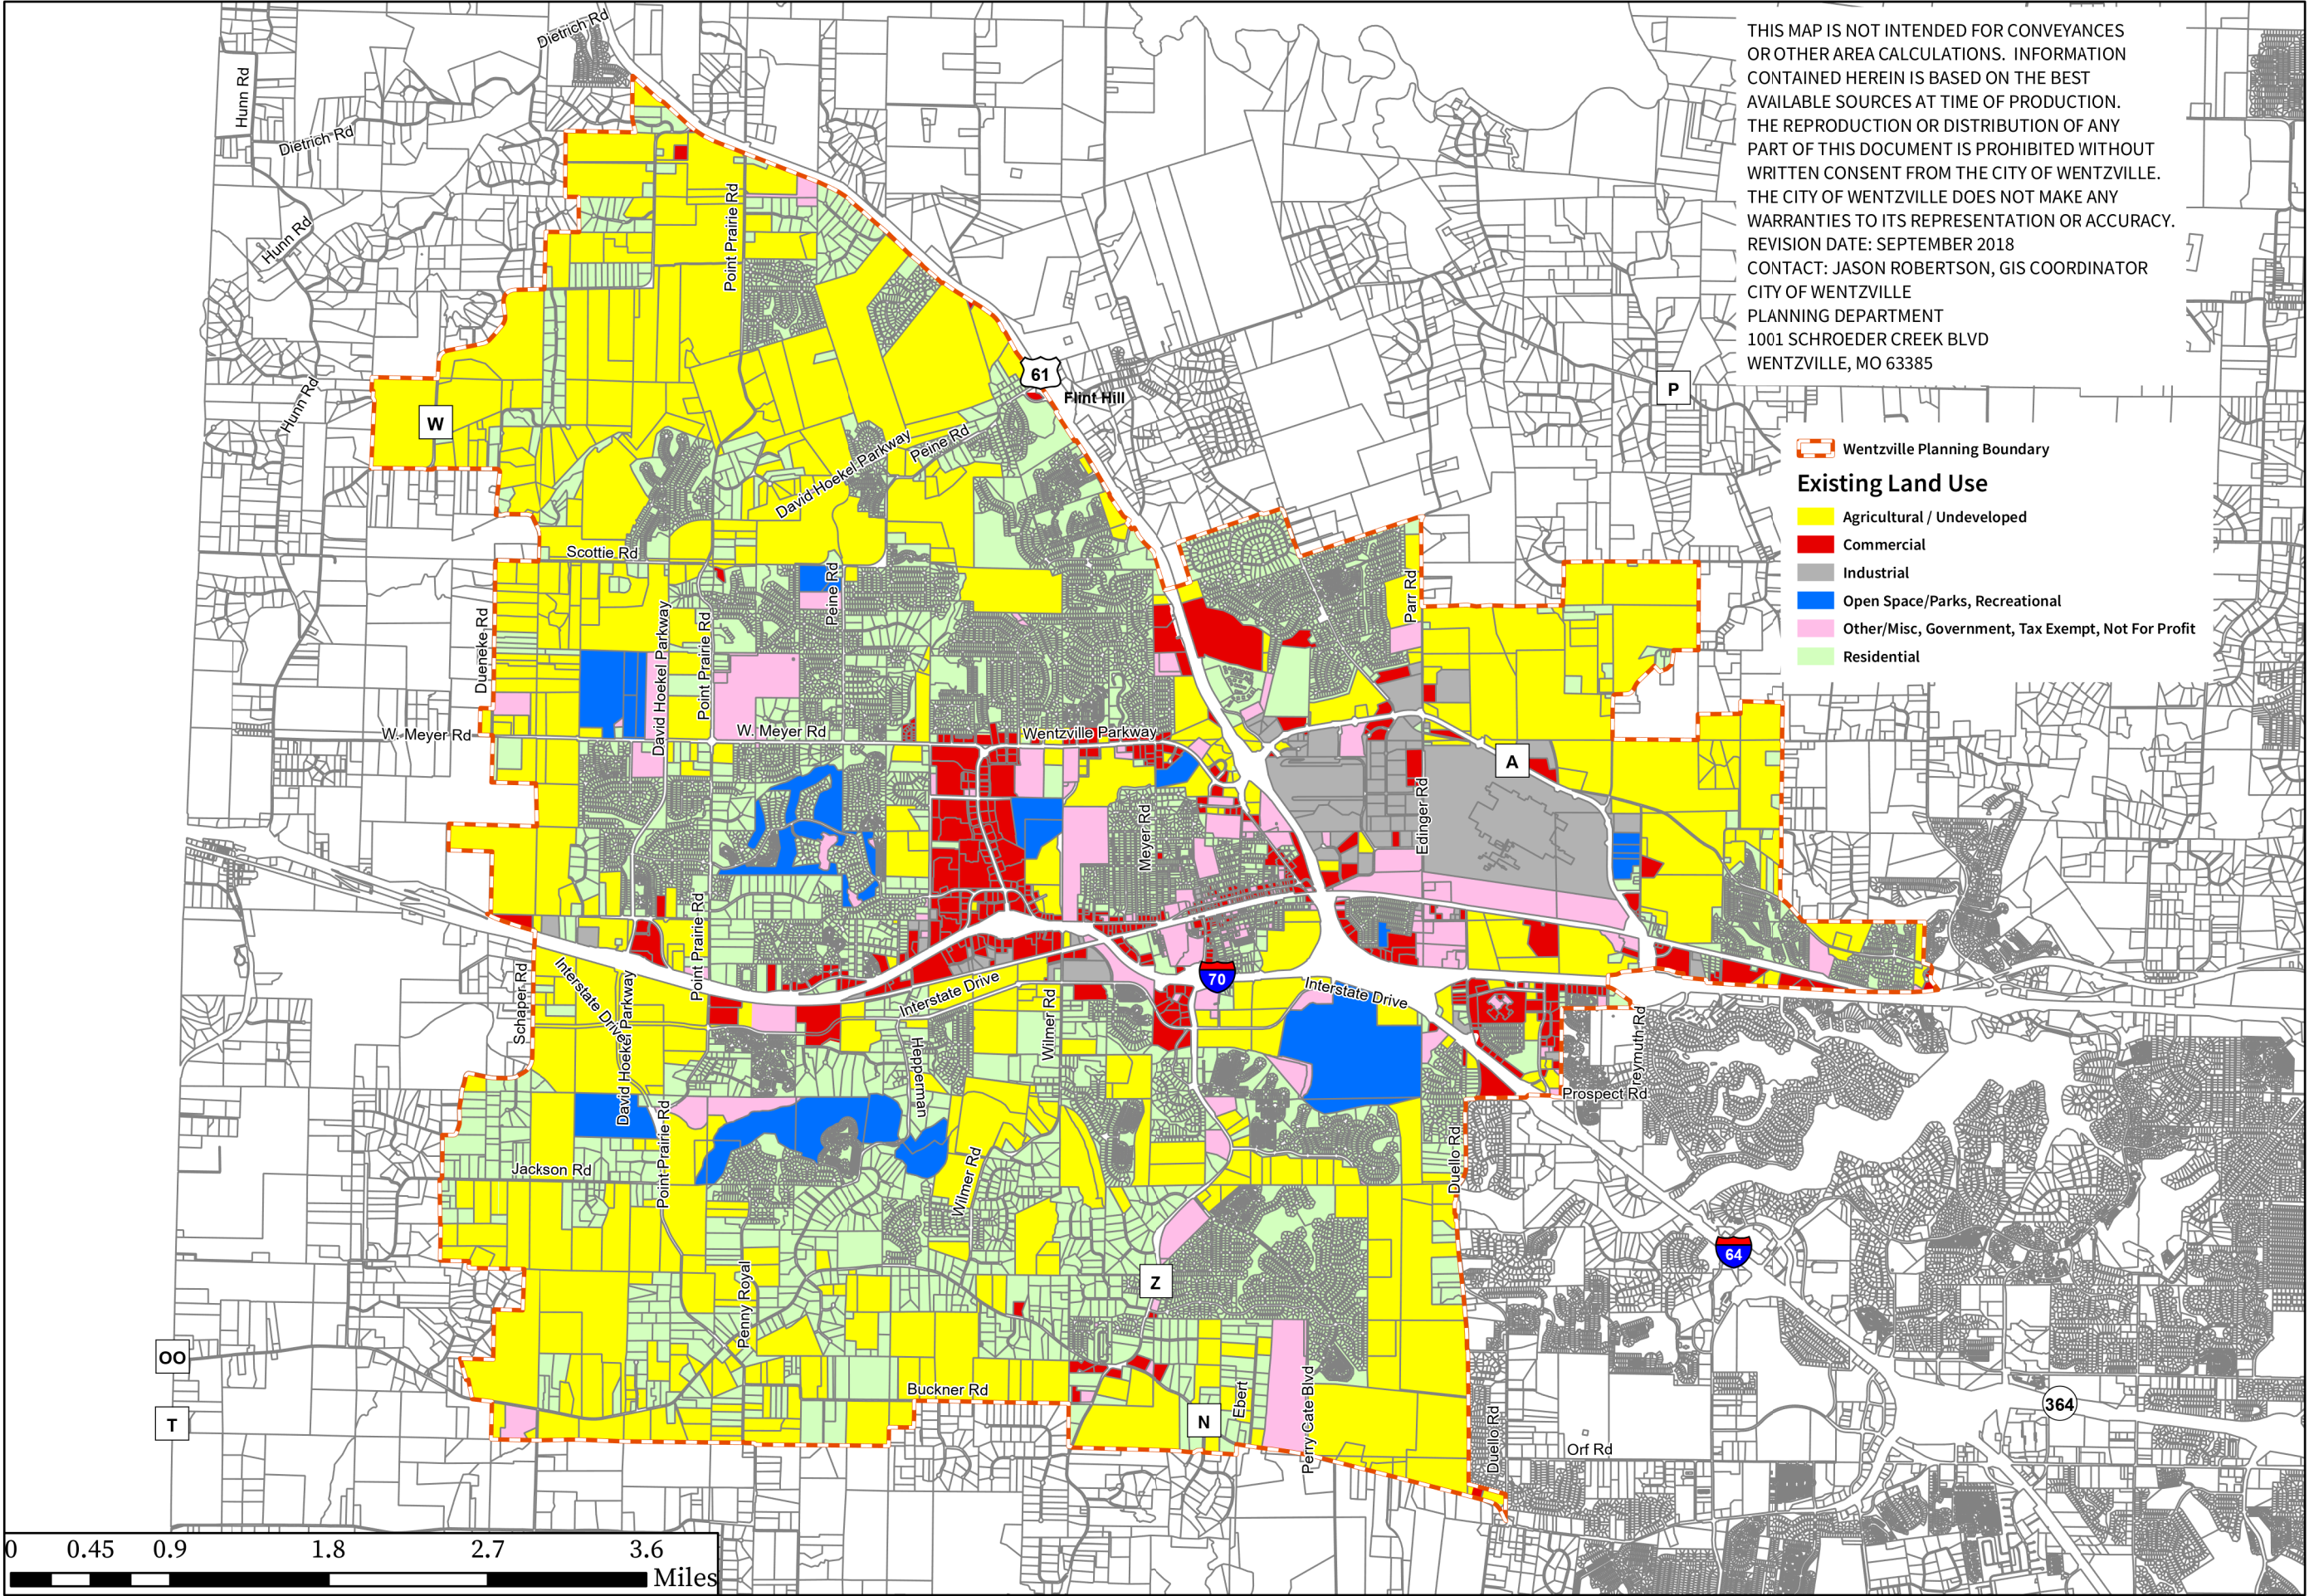 THIS MAP IS NOT INTENDED FOR CONVEYANCES
OR OTHER AREA CALCULATIONS. INFORMATION
CONTAINED HEREIN IS BASED ON THE BEST
AVAILABLE SOURCES AT TIME OF PRODUCTION.
THE REPRODUCTION OR DISTRIBUTION OF ANY
PART OF THIS DOCUMENT IS PROHIBITED WITHOUT
WRITTEN CONSENT FROM THE CITY OF WENTZVILLE.
THE CITY OF WENTZVILLE DOES NOT MAKE ANY
WARRANTIES TO ITS REPRESENTATION OR ACCURACY.
REVISION DATE: SEPTEMBER 2018
CONTACT: JASON ROBERTSON, GIS COORDINATOR
CITY OF WENTZVILLE
PLANNING DEPARTMENT
1001 SCHROEDER CREEK BLVD
WENTZVILLE, MO 63385
Wentzville Planning Boundary
Existing Land Use
Agricultural / Undeveloped
Commercial
Industrial
Open Space/Parks, Recreational
Other/Misc, Government, Tax Exempt, Not For Profit
Residential
Dietrich Rd
Hunn Rd
Dietrich Rd
Hunn Rd
Point Prairie Rd
61
Flint Hill
P
Hunn Rd
W
David Hoekel Parkway
Peine Rd
Scottie Rd
Peine Rd
Parr Rd
Dueneke Rd
David Hoekel Parkway
Point Prairie Rd
W. Meyer Rd
W. Meyer Rd
Wentzville Parkway
A
Meyer Rd
Edinger Rd
Point Prairie Rd
Schaper Rd
Interstate Drive
David Hoekel Parkway
Interstate Drive
70
Interstate Drive
Wilmer Rd
Hepperman
Freymuth Rd
Prospect Rd
Point Prairie Rd
Jackson Rd
Wilmer Rd
Duello Rd
64
Z
Penny Royal
OO
Buckner Rd
Ebert
Perry Cate Blvd
N
T
Duello Rd
Orf Rd
364
0 0.45 0.9 1.8 2.7 3.6
Miles